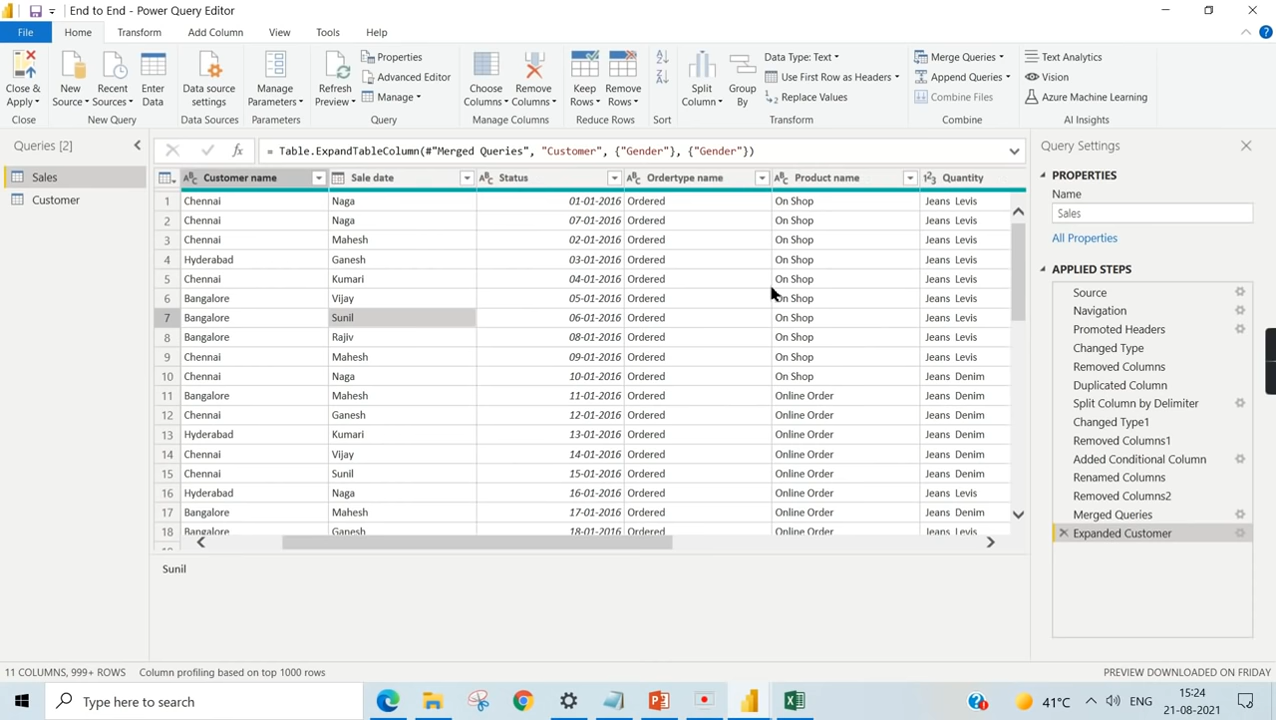 End to End - Power Query Editor
File Home Transform Add Column View Tools Help
Close & Apply New Source Recent Sources Enter Data Data source settings Manage Parameters Refresh Preview Properties Advanced Editor Manage Choose Columns Remove Columns Keep Rows Remove Rows Split Column Group By Data Type: Text Use First Row as Headers Replace Values Merge Queries Append Queries Combine Files Text Analytics Vision Azure Machine Learning
Close New Query Data Sources Parameters Query Manage Columns Reduce Rows Sort Transform Combine AI Insights
Queries [2]
Sales
Customer
= Table.ExpandTableColumn(#"Merged Queries", "Customer", {"Gender"}, {"Gender"})
Customer name Sale date Status Ordertype name Product name Quantity
1 Chennai Naga 01-01-2016 Ordered On Shop Jeans Levis
2 Chennai Naga 07-01-2016 Ordered On Shop Jeans Levis
3 Chennai Mahesh 02-01-2016 Ordered On Shop Jeans Levis
4 Hyderabad Ganesh 03-01-2016 Ordered On Shop Jeans Levis
5 Chennai Kumari 04-01-2016 Ordered On Shop Jeans Levis
6 Bangalore Vijay 05-01-2016 Ordered On Shop Jeans Levis
7 Bangalore Sunil 06-01-2016 Ordered On Shop Jeans Levis
8 Bangalore Rajiv 08-01-2016 Ordered On Shop Jeans Levis
9 Chennai Mahesh 09-01-2016 Ordered On Shop Jeans Levis
10 Chennai Naga 10-01-2016 Ordered On Shop Jeans Denim
11 Bangalore Mahesh 11-01-2016 Ordered Online Order Jeans Denim
12 Chennai Ganesh 12-01-2016 Ordered Online Order Jeans Denim
13 Hyderabad Kumari 13-01-2016 Ordered Online Order Jeans Denim
14 Chennai Vijay 14-01-2016 Ordered Online Order Jeans Denim
15 Chennai Sunil 15-01-2016 Ordered Online Order Jeans Denim
16 Hyderabad Naga 16-01-2016 Ordered Online Order Jeans Levis
17 Bangalore Mahesh 17-01-2016 Ordered Online Order Jeans Denim
18 Bangalore Ganesh 18-01-2016 Ordered Online Order Jeans Levis
Sunil
Query Settings
PROPERTIES
Name
Sales
All Properties
APPLIED STEPS
Source
Navigation
Promoted Headers
Changed Type
Removed Columns
Duplicated Column
Split Column by Delimiter
Changed Type1
Removed Columns1
Added Conditional Column
Renamed Columns
Removed Columns2
Merged Queries
Expanded Customer
11 COLUMNS, 999+ ROWS Column profiling based on top 1000 rows PREVIEW DOWNLOADED ON FRIDAY
Type here to search 41°C ENG 15:24
21-08-2021